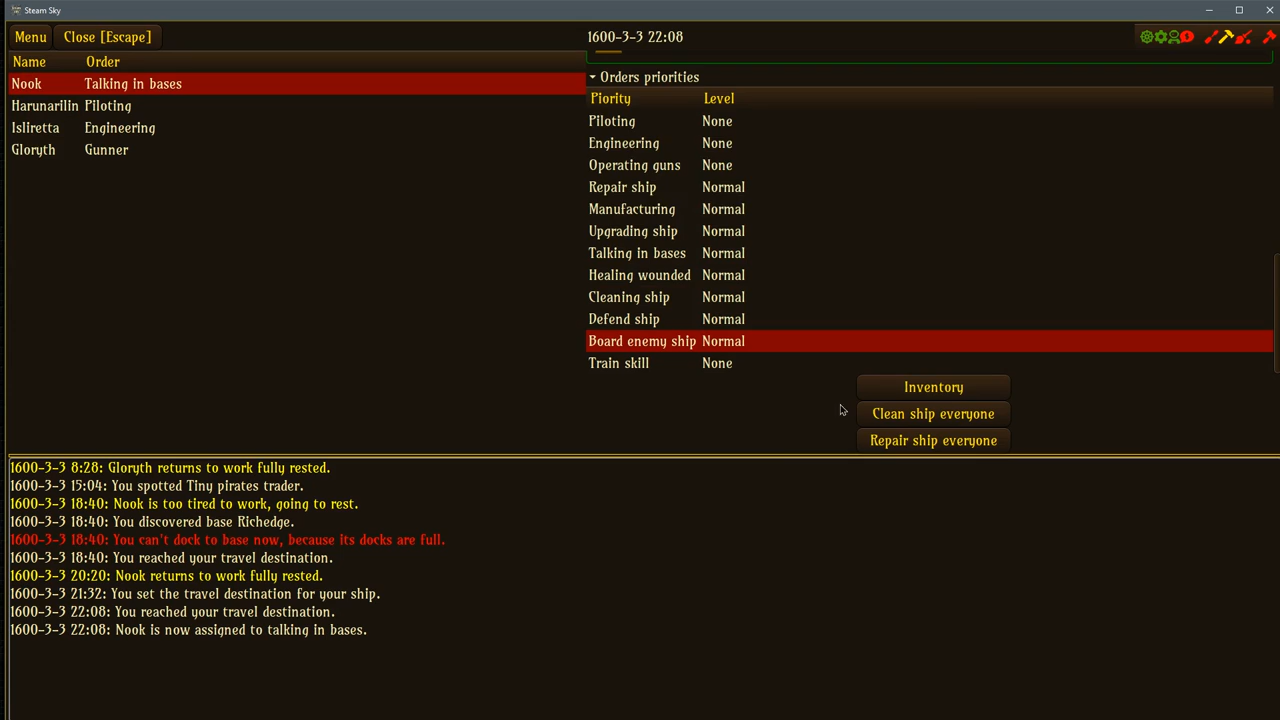 Steam Sky
Menu Close [Escape] 1600-3-3 22:08
Name Order
Nook Talking in bases
Harunarilin Piloting
Isliretta Engineering
Gloryth Gunner
Orders priorities
Piority Level
Piloting None
Engineering None
Operating guns None
Repair ship Normal
Manufacturing Normal
Upgrading ship Normal
Talking in bases Normal
Healing wounded Normal
Cleaning ship Normal
Defend ship Normal
Board enemy ship Normal
Train skill None
Inventory
Clean ship everyone
Repair ship everyone
1600-3-3 8:28: Gloryth returns to work fully rested.
1600-3-3 15:04: You spotted Tiny pirates trader.
1600-3-3 18:40: Nook is too tired to work, going to rest.
1600-3-3 18:40: You discovered base Richedge.
1600-3-3 18:40: You can't dock to base now, because its docks are full.
1600-3-3 18:40: You reached your travel destination.
1600-3-3 20:20: Nook returns to work fully rested.
1600-3-3 21:32: You set the travel destination for your ship.
1600-3-3 22:08: You reached your travel destination.
1600-3-3 22:08: Nook is now assigned to talking in bases.